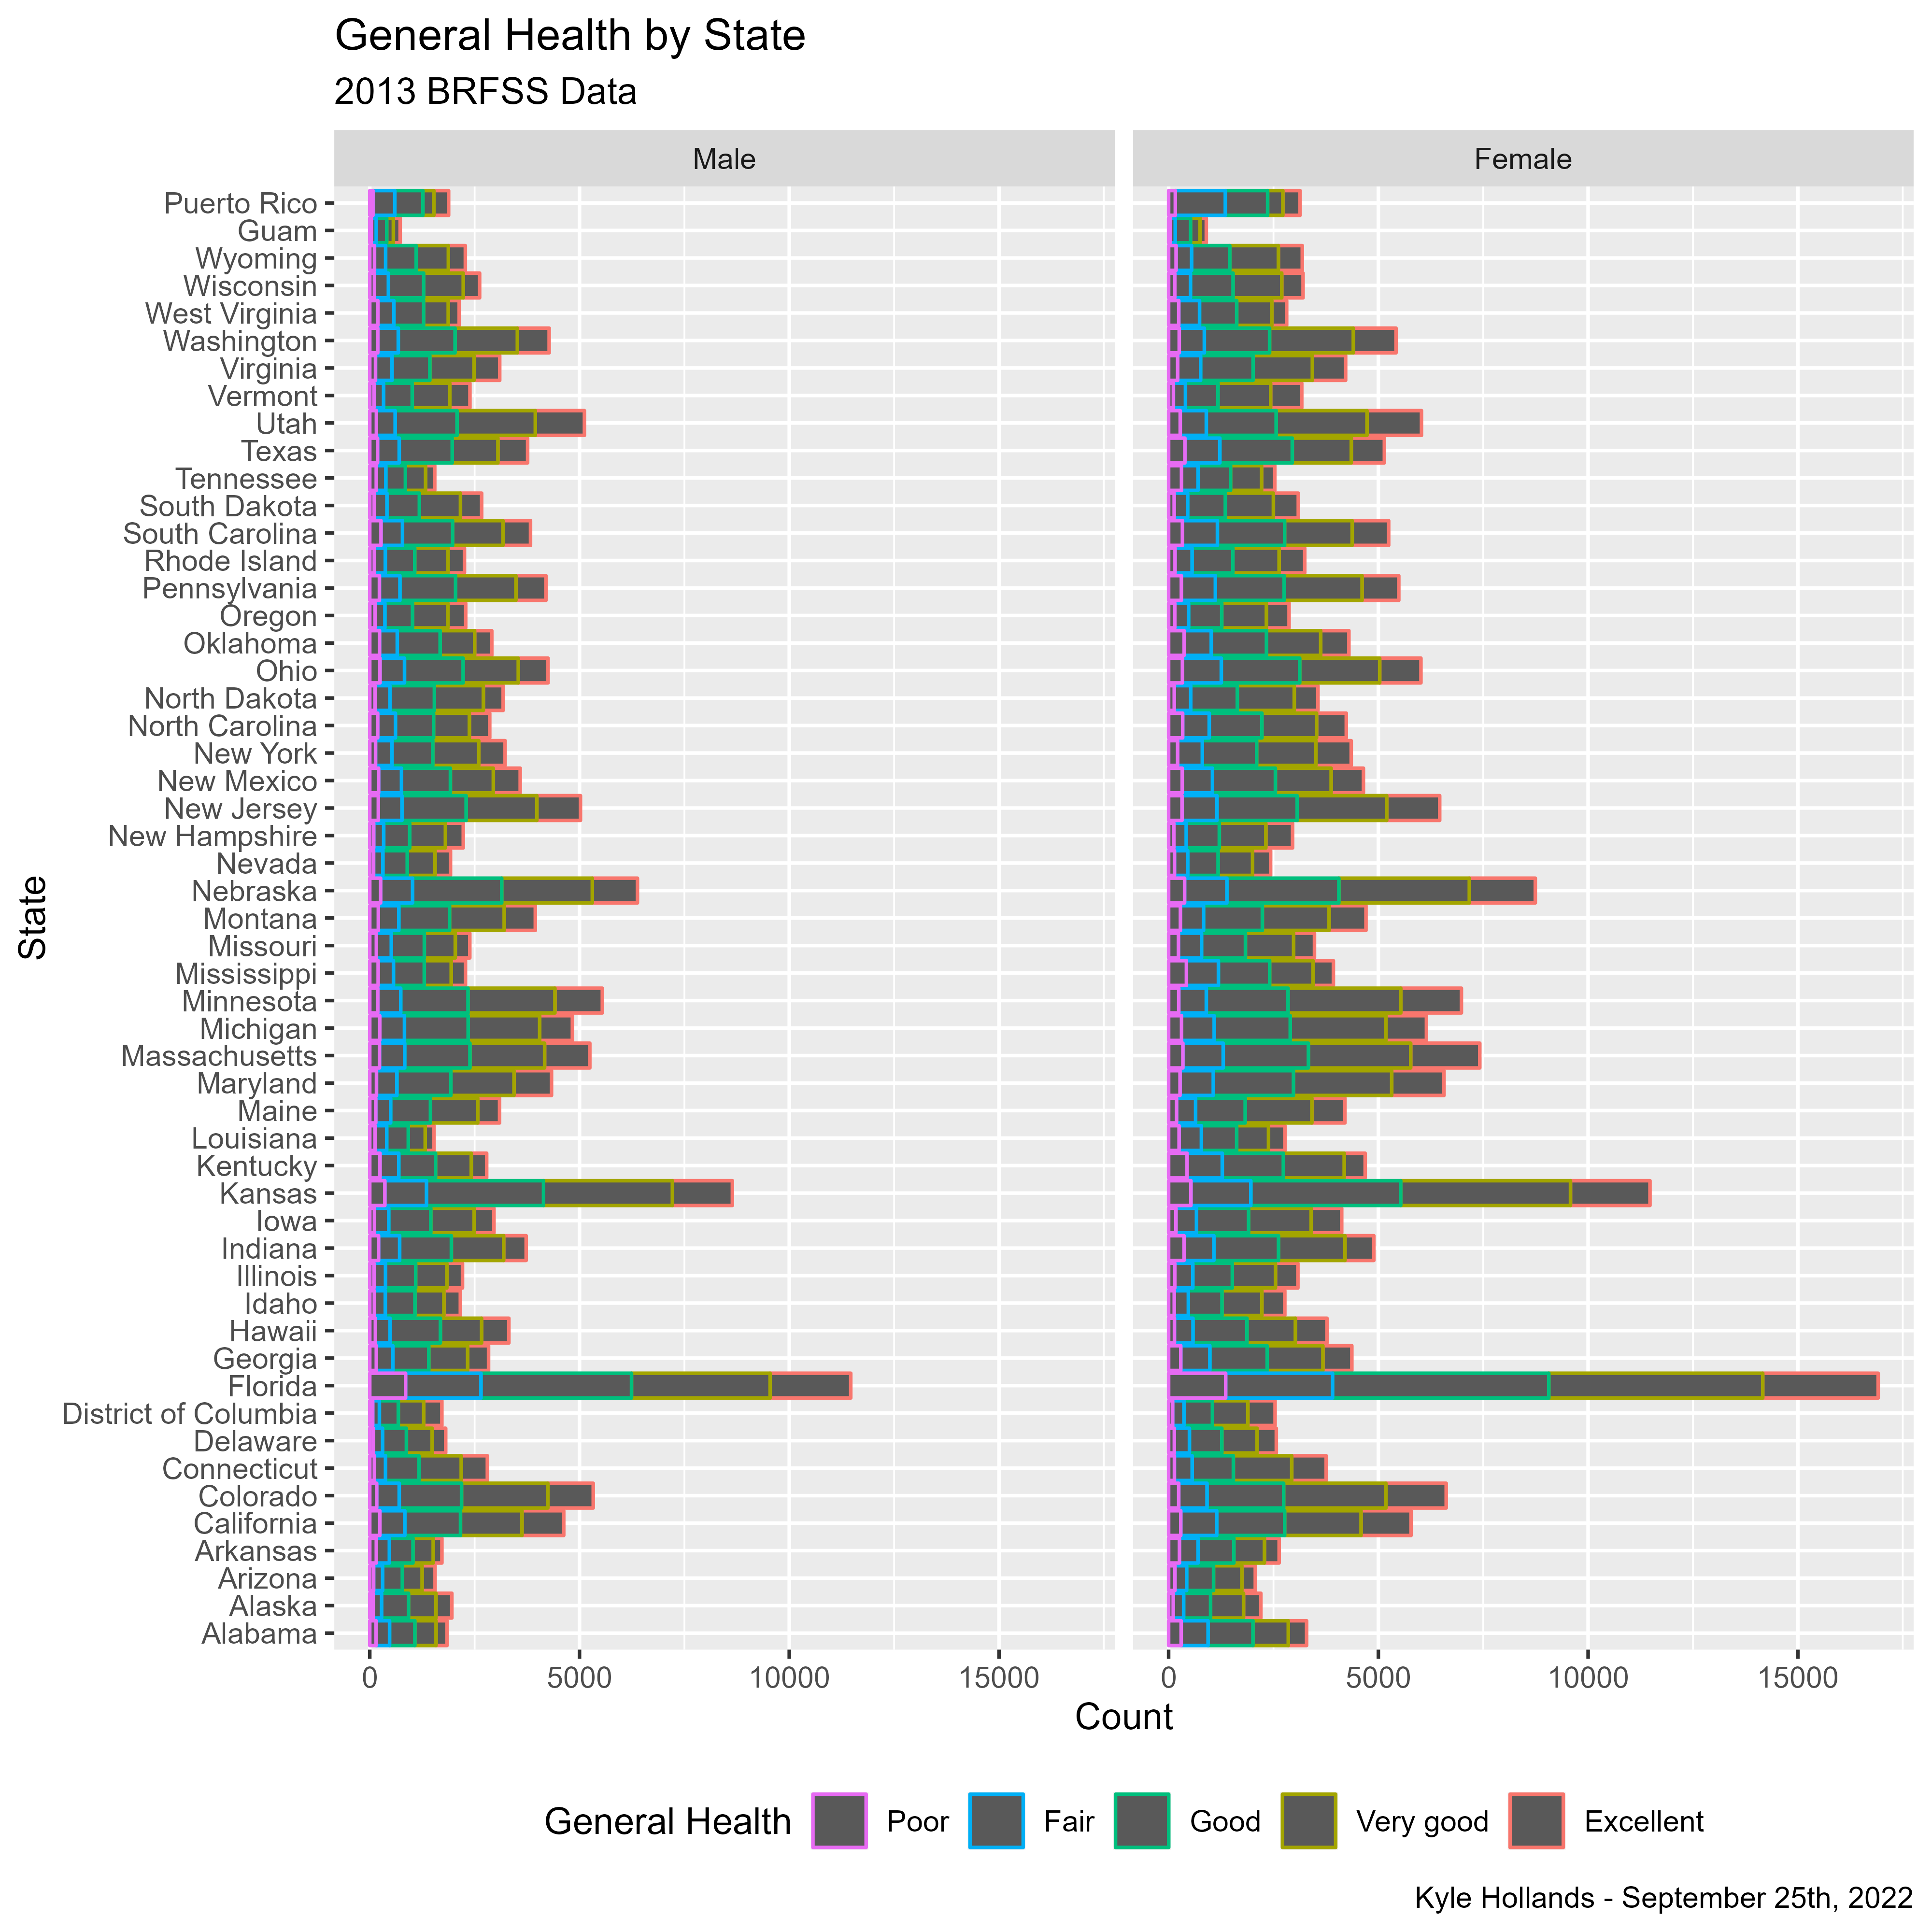 General Health by State
2013 BRFSS Data
Male
Female
State
Puerto Rico
Guam
Wyoming
Wisconsin
West Virginia
Washington
Virginia
Vermont
Utah
Texas
Tennessee
South Dakota
South Carolina
Rhode Island
Pennsylvania
Oregon
Oklahoma
Ohio
North Dakota
North Carolina
New York
New Mexico
New Jersey
New Hampshire
Nevada
Nebraska
Montana
Missouri
Mississippi
Minnesota
Michigan
Massachusetts
Maryland
Maine
Louisiana
Kentucky
Kansas
Iowa
Indiana
Illinois
Idaho
Hawaii
Georgia
Florida
District of Columbia
Delaware
Connecticut
Colorado
California
Arkansas
Arizona
Alaska
Alabama
0 5000 10000 15000
0 5000 10000 15000
Count
General Health Poor Fair Good Very good Excellent
Kyle Hollands - September 25th, 2022